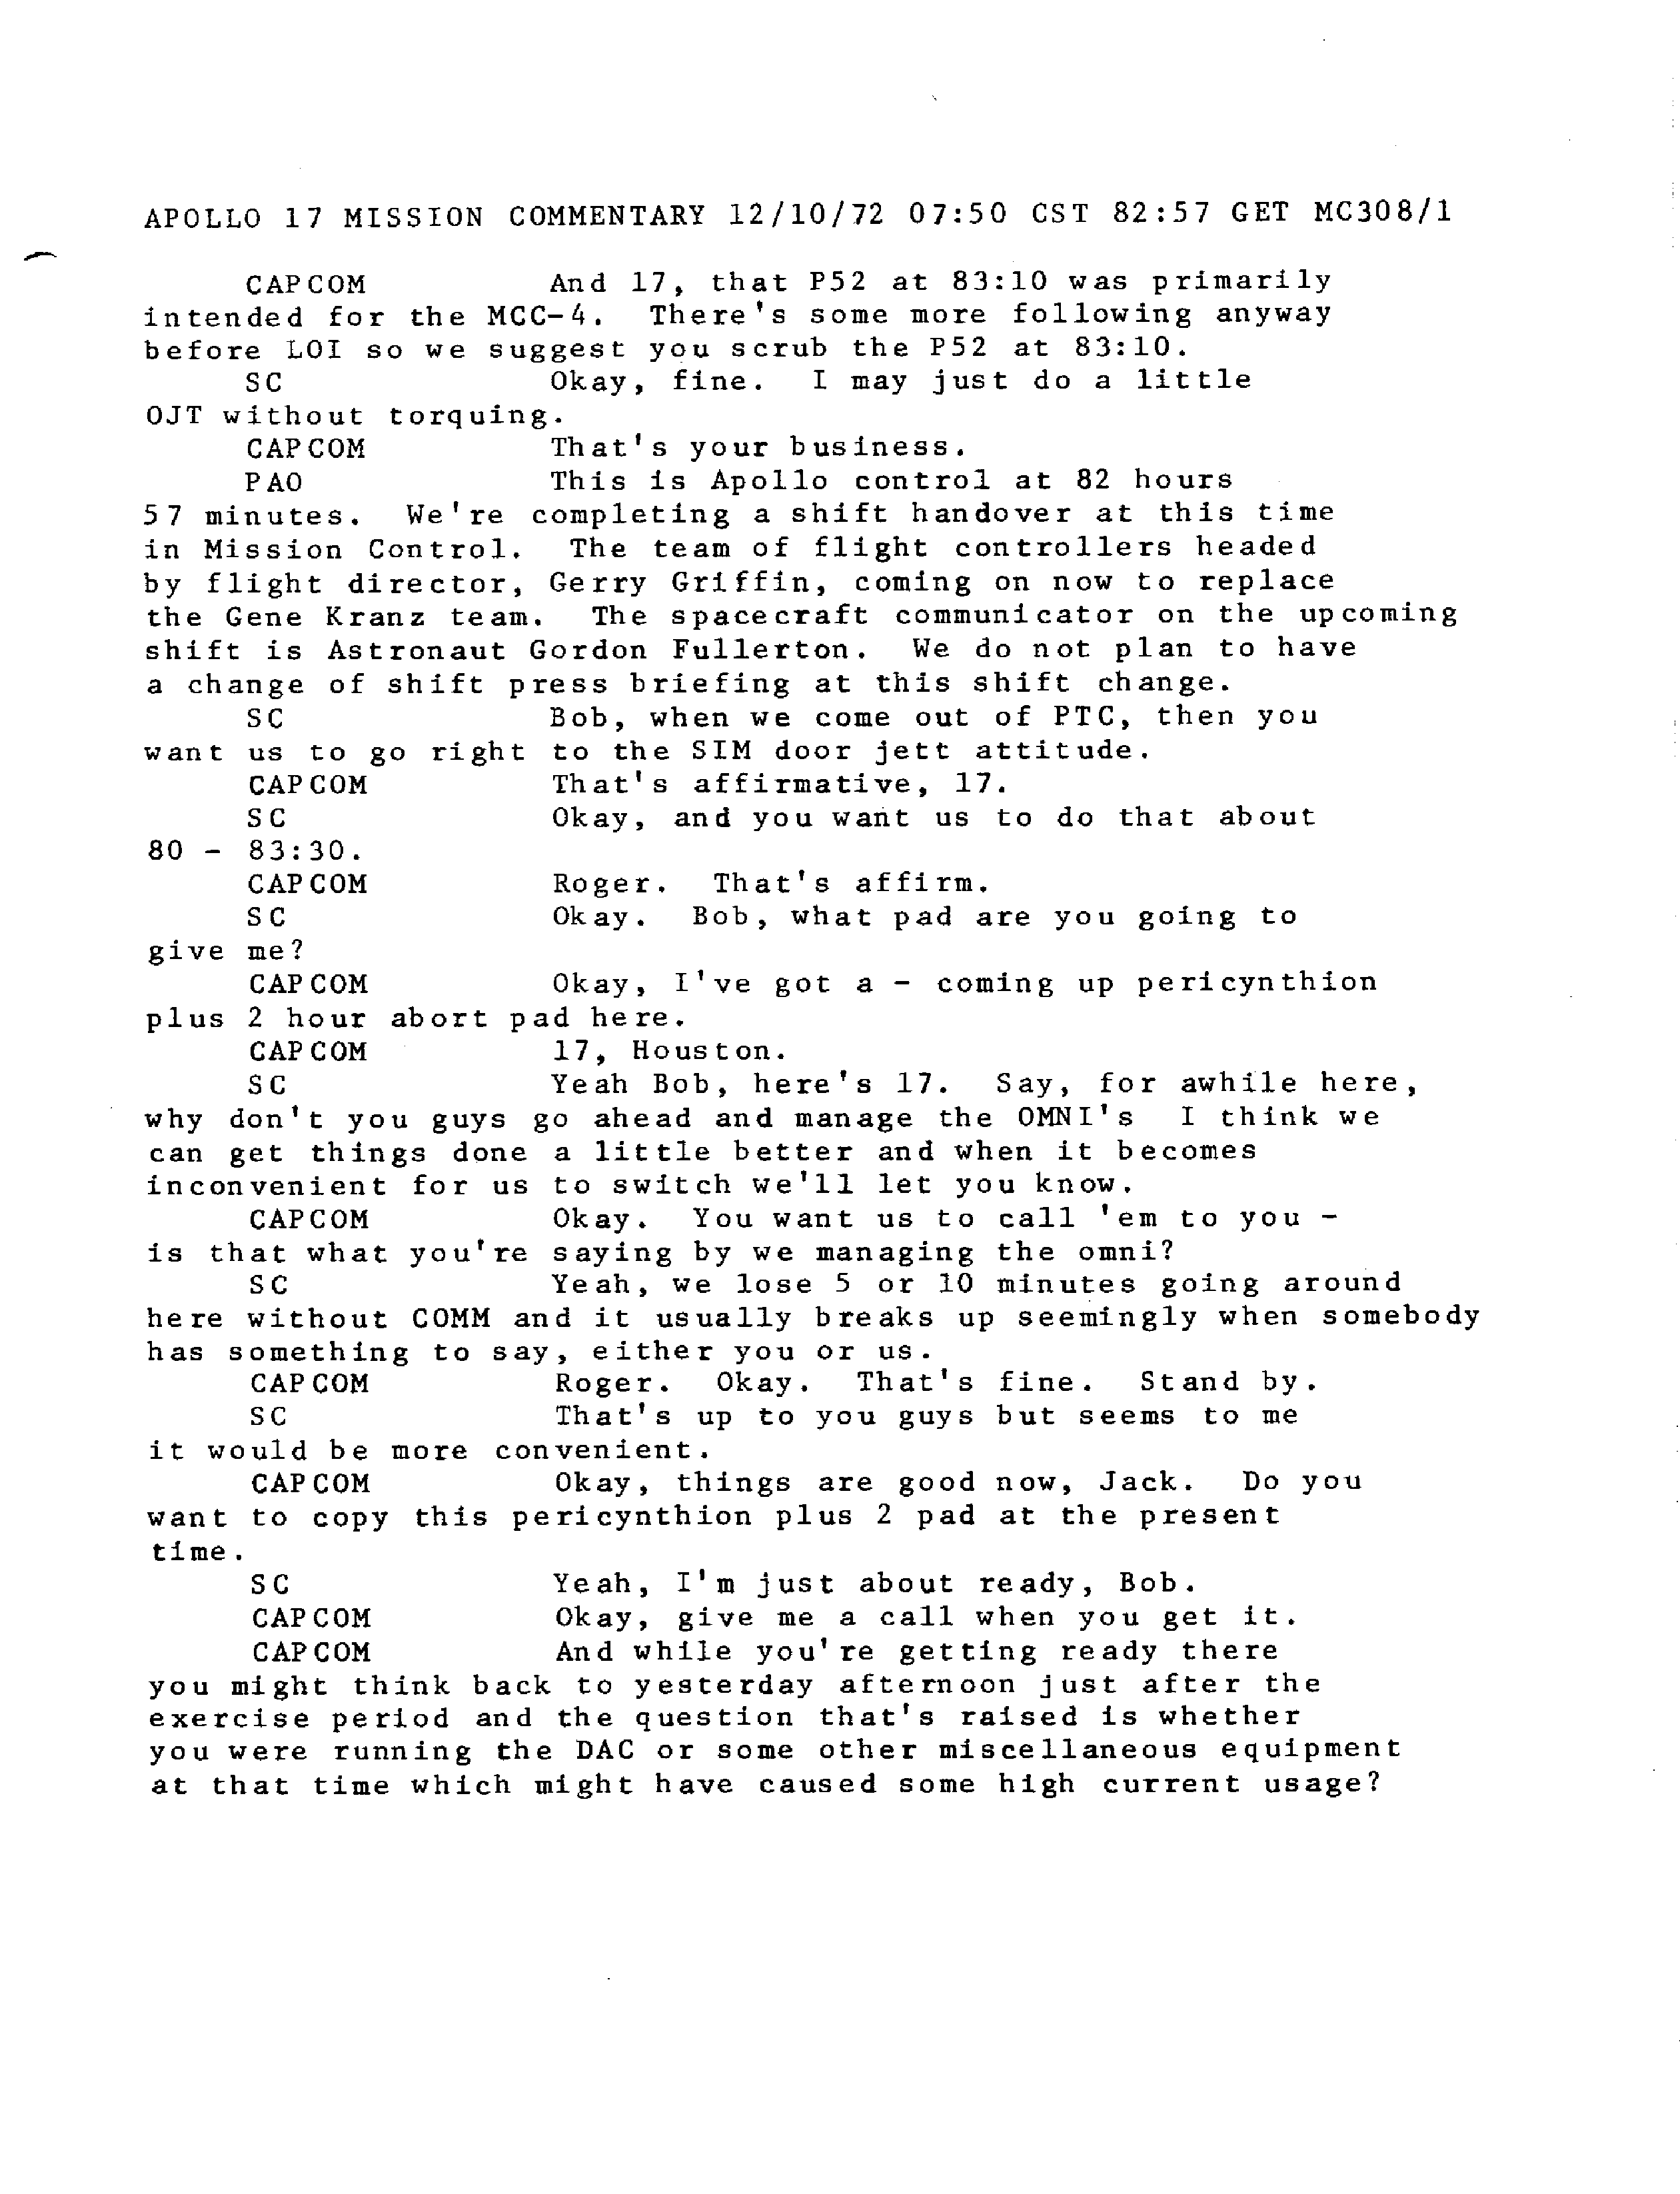 APOLLO 17 MISSION COMMENTARY 12/10/72 07:50 CST 82:57 GET MC308/1
CAPCOM And 17, that P52 at 83:10 was primarily
intended for the MCC-4. There's some more following anyway
before LOI so we suggest you scrub the P52 at 83:10.
SC Okay, fine. I may just do a little
OJT without torquing.
CAPCOM That's your business.
PAO This is Apollo control at 82 hours
57 minutes. We're completing a shift handover at this time
in Mission Control. The team of flight controllers headed
by flight director, Gerry Griffin, coming on now to replace
the Gene Kranz team. The spacecraft communicator on the upcoming
shift is Astronaut Gordon Fullerton. We do not plan to have
a change of shift press briefing at this shift change.
SC Bob, when we come out of PTC, then you
want us to go right to the SIM door jett attitude.
CAPCOM That's affirmative, 17.
SC Okay, and you want us to do that about
80 - 83:30.
CAPCOM Roger. That's affirm.
SC Okay. Bob, what pad are you going to
give me?
CAPCOM Okay, I've got a - coming up pericynthion
plus 2 hour abort pad here.
CAPCOM 17, Houston.
SC Yeah Bob, here's 17. Say, for awhile here,
why don't you guys go ahead and manage the OMNI's I think we
can get things done a little better and when it becomes
inconvenient for us to switch we'll let you know.
CAPCOM Okay. You want us to call 'em to you -
is that what you're saying by we managing the omni?
SC Yeah, we lose 5 or 10 minutes going around
here without COMM and it usually breaks up seemingly when somebody
has something to say, either you or us.
CAPCOM Roger. Okay. That's fine. Stand by.
SC That's up to you guys but seems to me
it would be more convenient.
CAPCOM Okay, things are good now, Jack. Do you
want to copy this pericynthion plus 2 pad at the present
time.
SC Yeah, I'm just about ready, Bob.
CAPCOM Okay, give me a call when you get it.
CAPCOM And while you're getting ready there
you might think back to yesterday afternoon just after the
exercise period and the question that's raised is whether
you were running the DAC or some other miscellaneous equipment
at that time which might have caused some high current usage?